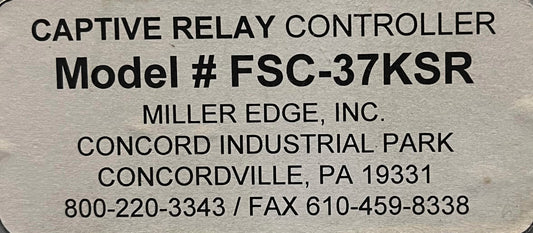 CAPTIVE RELAY CONTROLLER
Model # FSC-37KSR
MILLER EDGE, INC.
CONCORD INDUSTRIAL PARK
CONCORDVILLE, PA 19331
800-220-3343 / FAX 610-459-8338